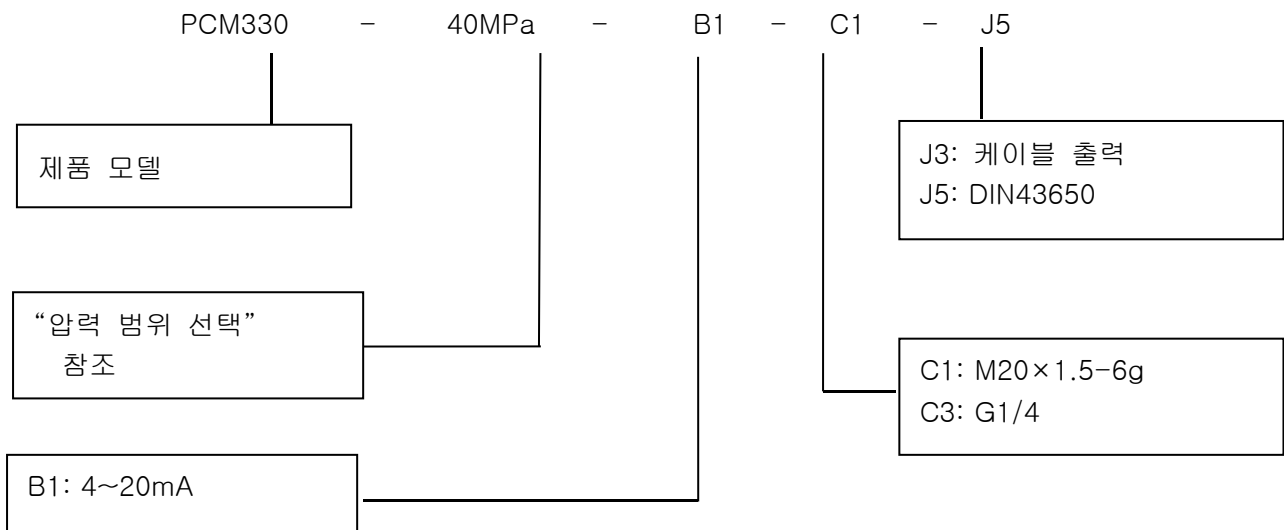 PCM330 - 40MPa - B1 - C1 - J5
제품 모델
J3: 케이블 출력
J5: DIN43650
“압력 범위 선택”
참조
C1: M20×1.5-6g
C3: G1/4
B1: 4~20mA